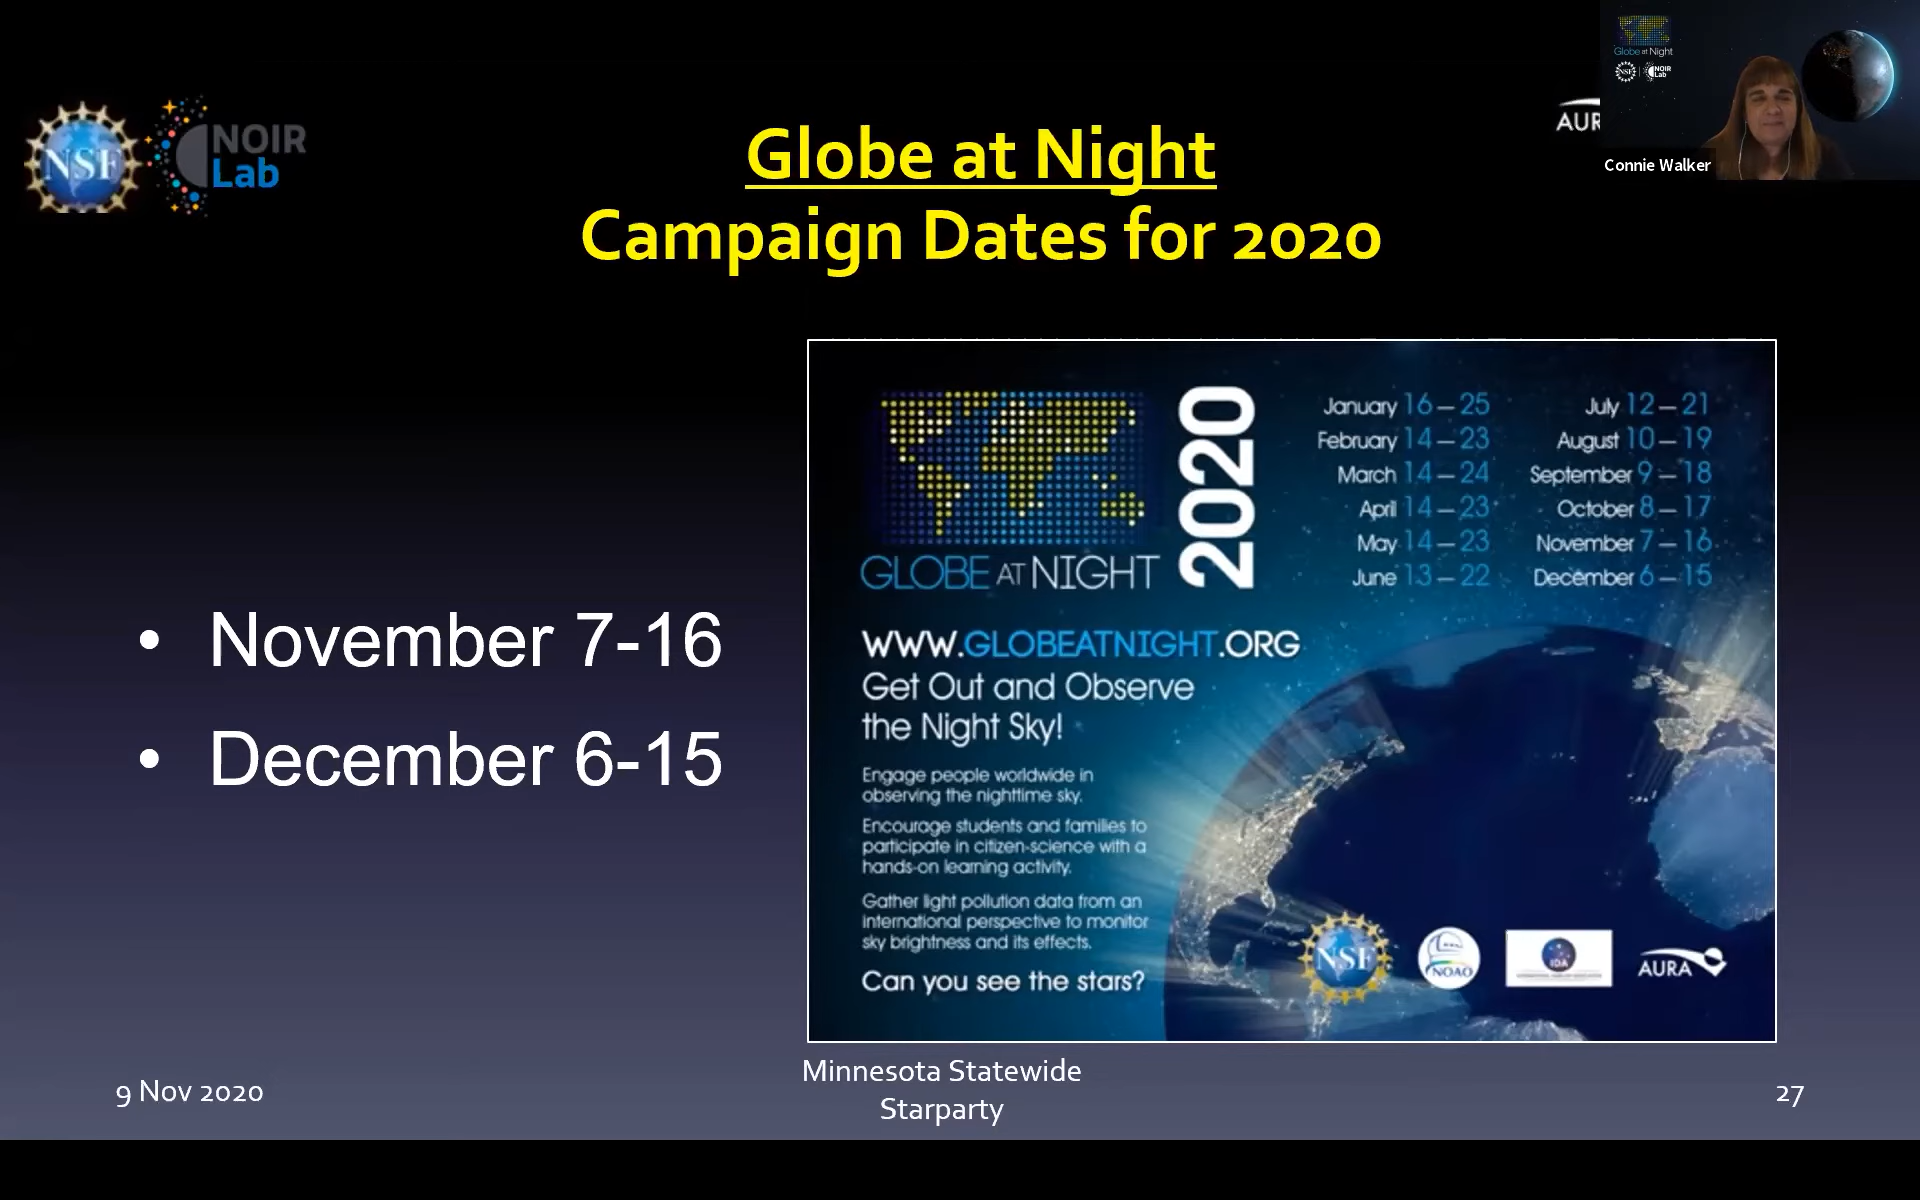 Globe at Night
NSF
NOIR
Lab
Connie Walker
NSF
NOIR
Lab
AUR
Globe at Night
Campaign Dates for 2020
• November 7-16
• December 6-15
GLOBE AT NIGHT
2020
January 16 – 25
February 14 – 23
March 14 – 24
April 14 – 23
May 14 – 23
June 13 – 22
July 12 – 21
August 10 – 19
September 9 – 18
October 8 – 17
November 7 – 16
December 6 – 15
WWW.GLOBEATNIGHT.ORG
Get Out and Observe
the Night Sky!
Engage people worldwide in
observing the nighttime sky.
Encourage students and families to
participate in citizen-science with a
hands-on learning activity.
Gather light pollution data from an
international perspective to monitor
sky brightness and its effects.
Can you see the stars?
NSF
NOAO
IDA
AURA
9 Nov 2020
Minnesota Statewide
Starparty
27